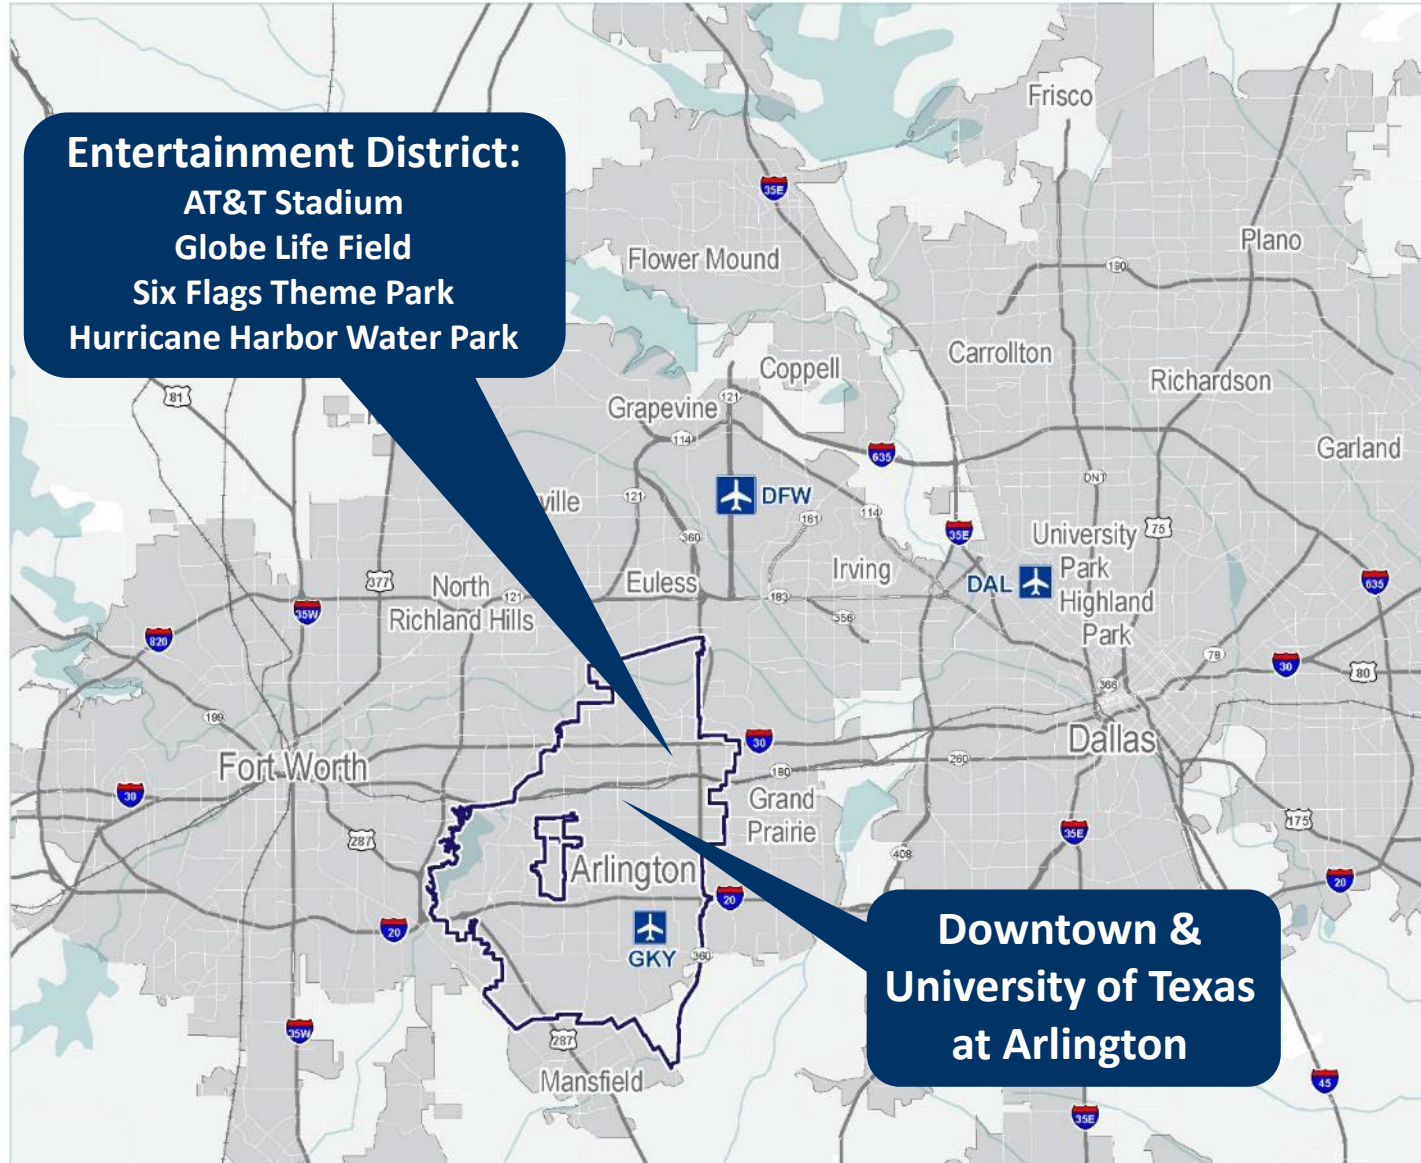 Frisco
Entertainment District:
AT&T Stadium
Globe Life Field
Six Flags Theme Park
Hurricane Harbor Water Park
35E
Plano
Flower Mound
190
Carrollton
Coppell
Richardson
81
121
Grapevine
114
635
Garland
DNT
ville
121
DFW
161
114
75
360
35E
University
Park
Highland
Park
Irving
DAL
377
North
Richland Hills
121
Euless
183
635
35W
356
820
78
30
80
366
199
Fort Worth
30
Dallas
260
180
30
Grand
Prairie
287
35E
175
408
Arlington
20
20
20
GKY
360
Downtown &
University of Texas
at Arlington
35W
287
Mansfield
45
35E